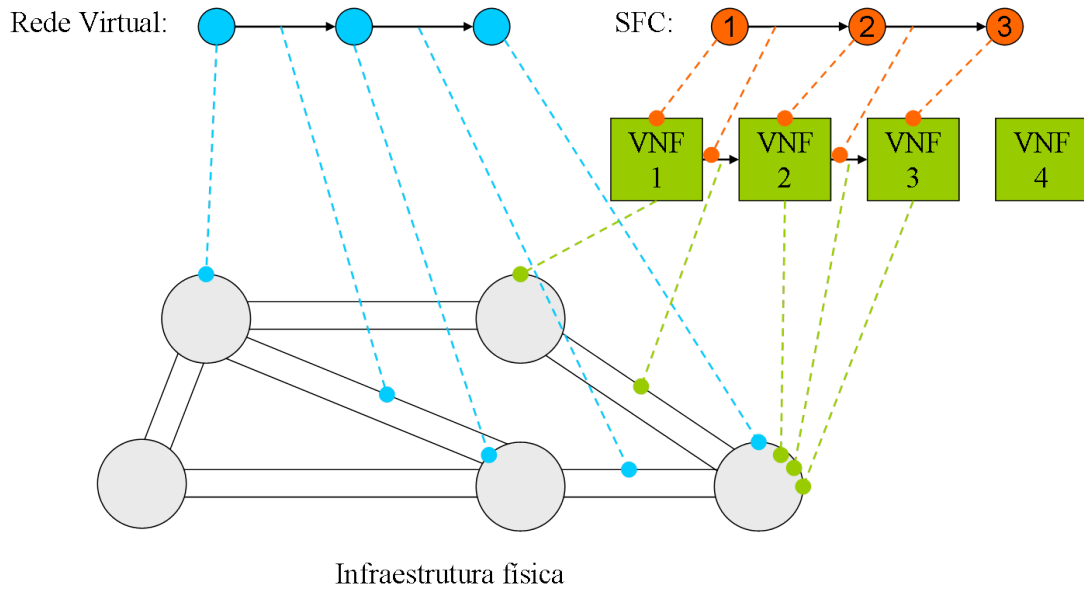 Rede Virtual:
SFC:
1
2
3
VNF
1
VNF
2
VNF
3
VNF
4
Infraestrutura física